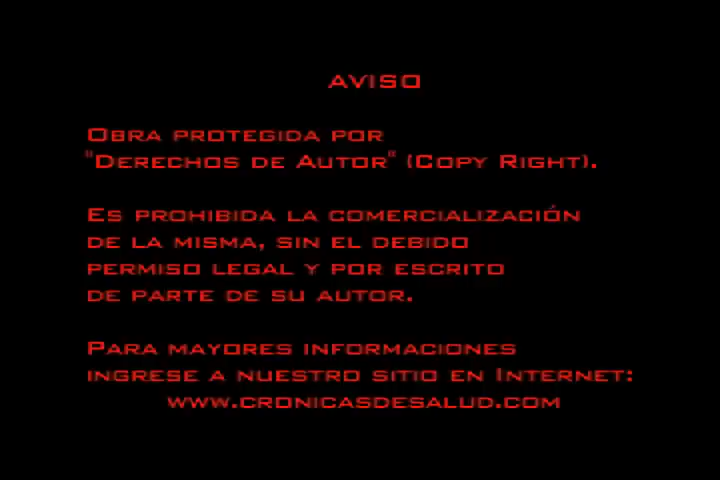 AVISO
Obra protegida por
"Derechos de Autor" (Copy Right).
Es prohibida la comercialización
de la misma, sin el debido
permiso legal y por escrito
de parte de su autor.
Para mayores informaciones
ingrese a nuestro sitio en Internet:
www.cronicasdesalud.com